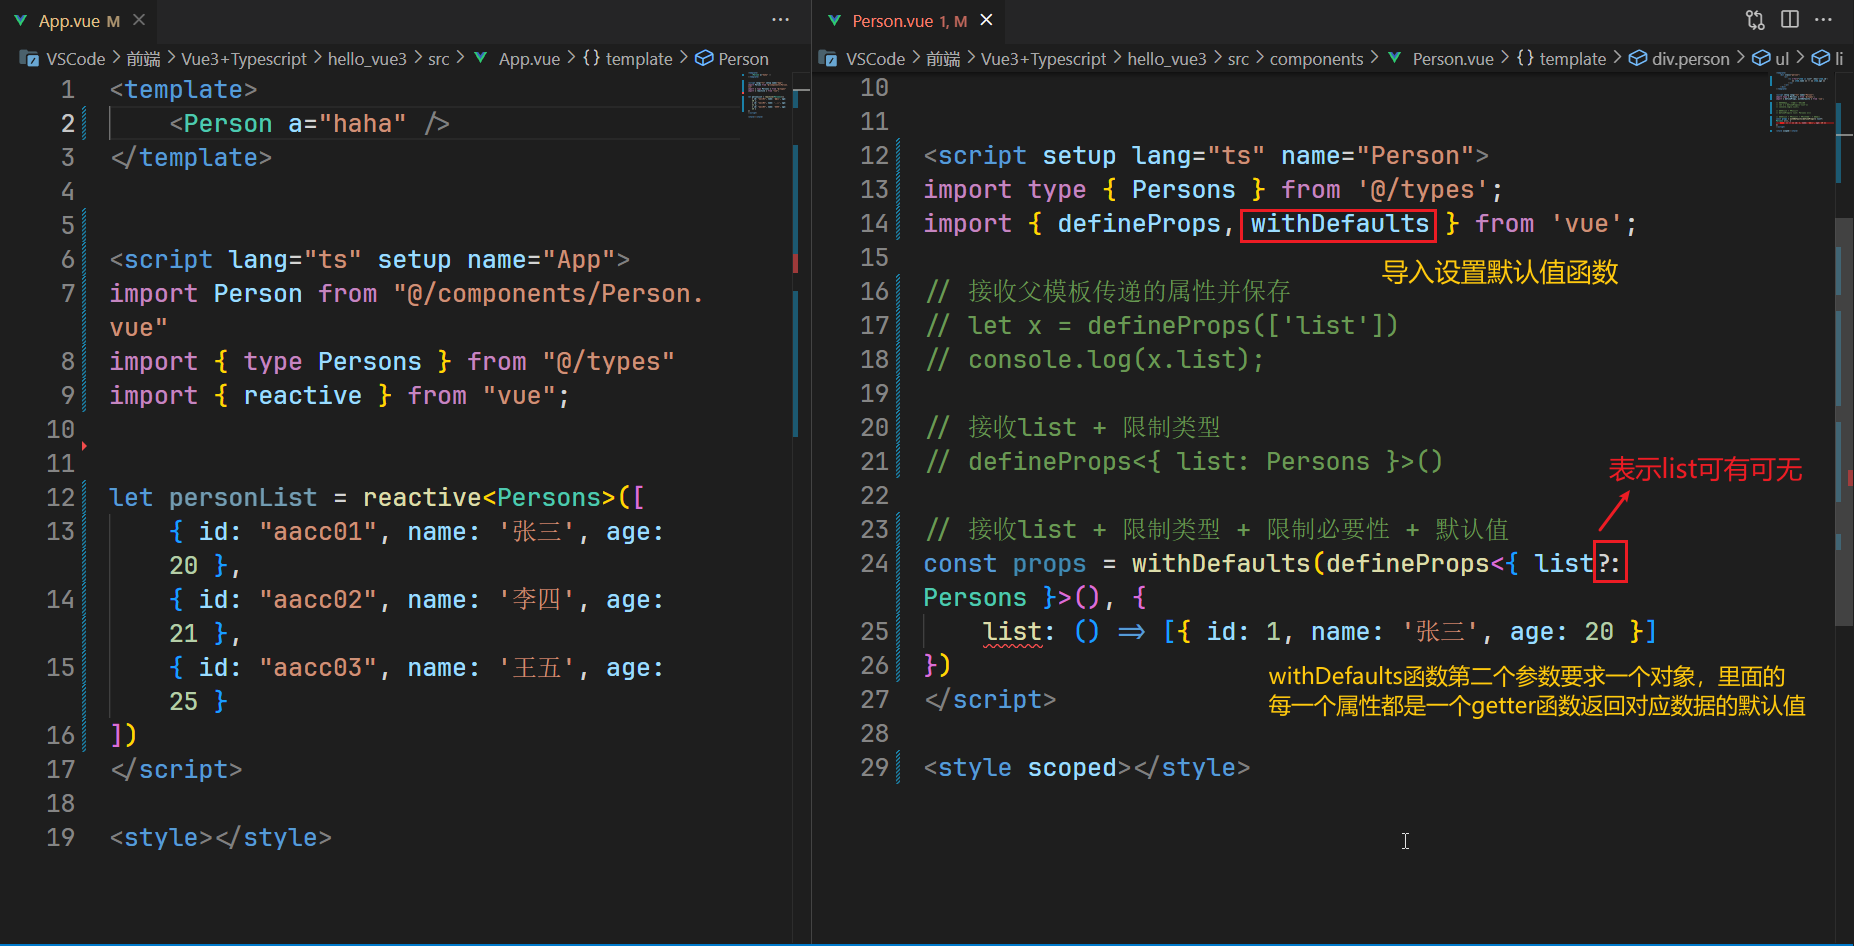 App.vue M
VSCode > 前端 > Vue3+Typescript > hello_vue3 > src > App.vue > {} template > Person
1 <template>
2 <Person a="haha" />
3 </template>
4
5
6 <script lang="ts" setup name="App">
7 import Person from "@/components/Person.
vue"
8 import { type Persons } from "@/types"
9 import { reactive } from "vue";
10
11
12 let personList = reactive<Persons>([
13 { id: "aacc01", name: '张三', age:
20 },
14 { id: "aacc02", name: '李四', age:
21 },
15 { id: "aacc03", name: '王五', age:
25 }
16 ])
17 </script>
18
19 <style></style>
Person.vue 1, M
VSCode > 前端 > Vue3+Typescript > hello_vue3 > src > components > Person.vue > {} template > div.person > ul > li
10
11
12 <script setup lang="ts" name="Person">
13 import type { Persons } from '@/types';
14 import { defineProps, withDefaults } from 'vue';
15
导入设置默认值函数
16 // 接收父模板传递的属性并保存
17 // let x = defineProps(['list'])
18 // console.log(x.list);
19
20 // 接收list + 限制类型
21 // defineProps<{ list: Persons }>()
表示list可有可无
22
23 // 接收list + 限制类型 + 限制必要性 + 默认值
24 const props = withDefaults(defineProps<{ list?:
Persons }>(), {
25 list: () => [{ id: 1, name: '张三', age: 20 }]
26 })
withDefaults函数第二个参数要求一个对象，里面的
每一个属性都是一个getter函数返回对应数据的默认值
27 </script>
28
29 <style scoped></style>